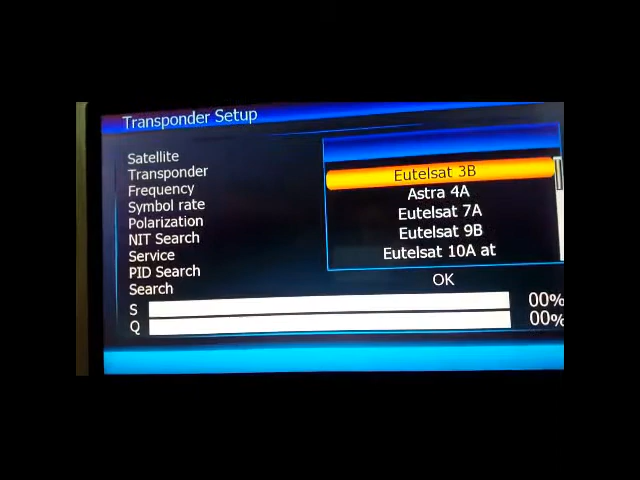 Transponder Setup
Satellite
Transponder
Frequency
Symbol rate
Polarization
NIT Search
Service
PID Search
Search
Eutelsat 3B
Astra 4A
Eutelsat 7A
Eutelsat 9B
Eutelsat 10A at
OK
S 00%
Q 00%